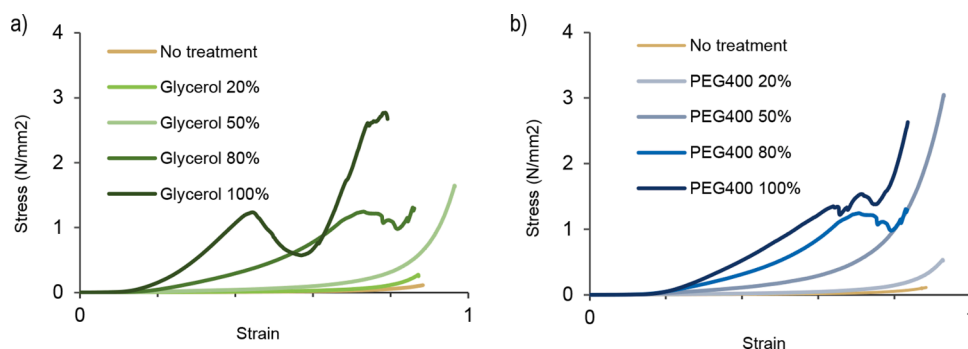 a)
4
3
2
1
0
Stress (N/mm2)
No treatment
Glycerol 20%
Glycerol 50%
Glycerol 80%
Glycerol 100%
0
1
Strain
b)
4
3
2
1
0
Stress (N/mm2)
No treatment
PEG400 20%
PEG400 50%
PEG400 80%
PEG400 100%
0
1
Strain